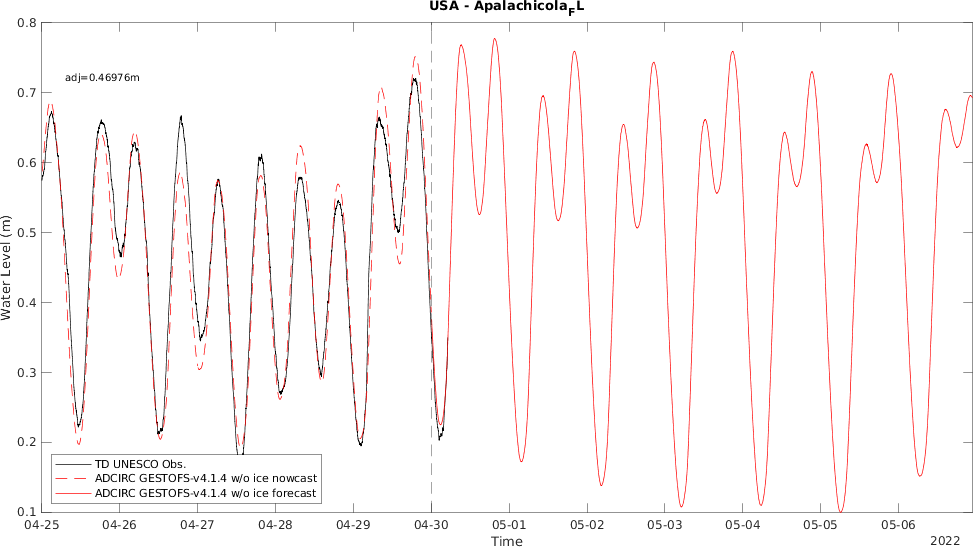 USA - Apalachicola_FL
adj=0.46976m
0.8
0.7
0.6
0.5
0.4
0.3
0.2
0.1
Water Level (m)
TD UNESCO Obs.
ADCIRC GESTOFS-v4.1.4 w/o ice nowcast
ADCIRC GESTOFS-v4.1.4 w/o ice forecast
04-25 04-26 04-27 04-28 04-29 04-30 05-01 05-02 05-03 05-04 05-05 05-06
Time
2022